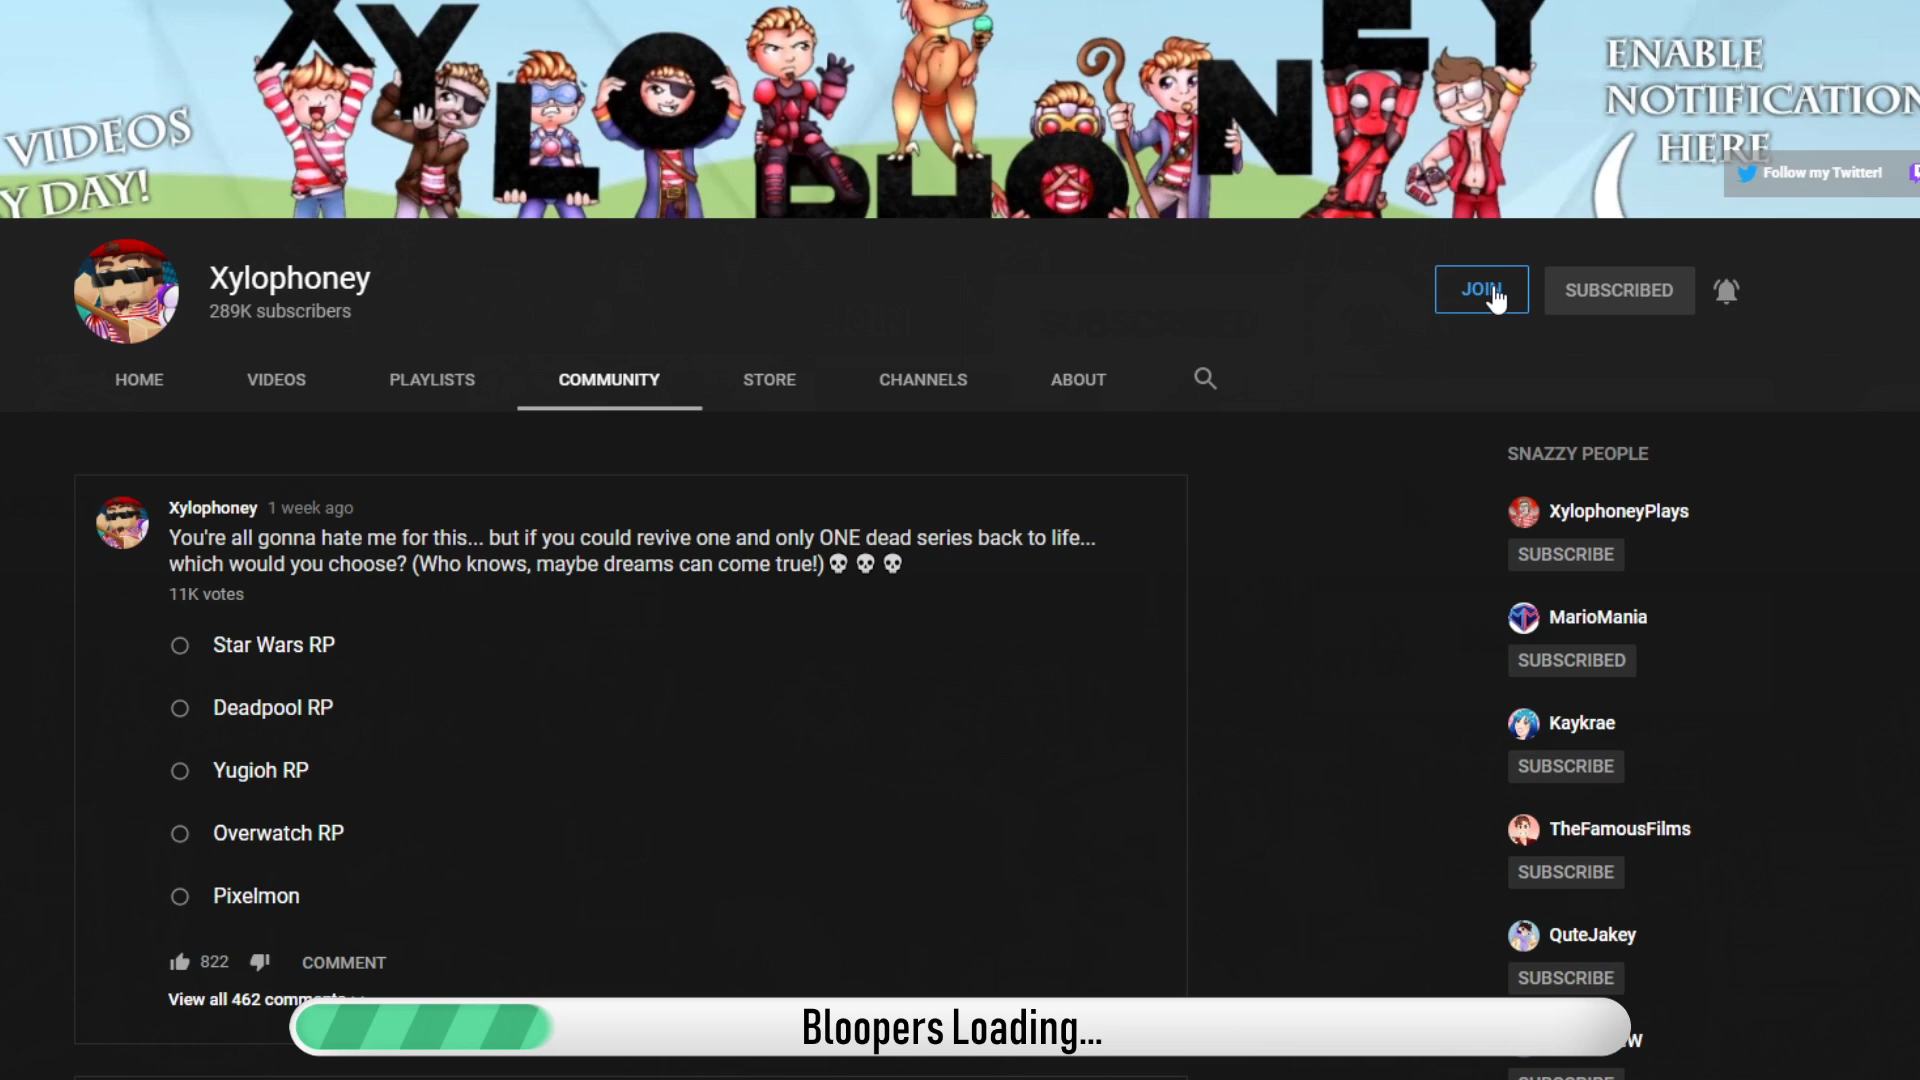 XYLOPHONEY
VIDEOS
Y DAY!
ENABLE
NOTIFICATION
HERE
Follow my Twitter!
Xylophoney
289K subscribers
JOIN
SUBSCRIBED
HOME
VIDEOS
PLAYLISTS
COMMUNITY
STORE
CHANNELS
ABOUT
Xylophoney 1 week ago
You're all gonna hate me for this... but if you could revive one and only ONE dead series back to life...
which would you choose? (Who knows, maybe dreams can come true!)💀 💀 💀
11K votes
Star Wars RP
Deadpool RP
Yugioh RP
Overwatch RP
Pixelmon
822
COMMENT
View all 462 comments
SNAZZY PEOPLE
XylophoneyPlays
SUBSCRIBE
MarioMania
SUBSCRIBED
Kaykrae
SUBSCRIBE
TheFamousFilms
SUBSCRIBE
QuteJakey
SUBSCRIBE
Bloopers Loading...